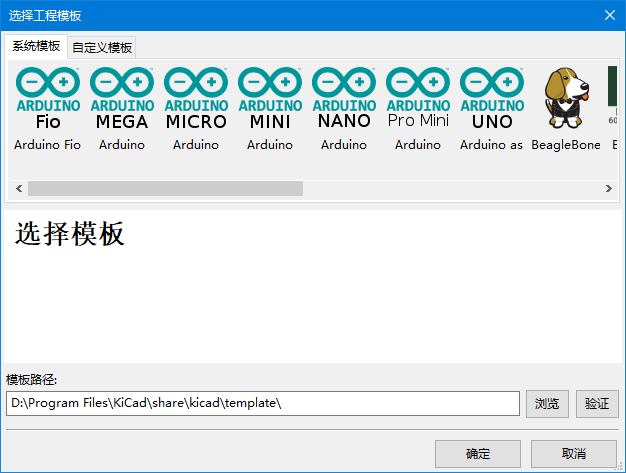 选择工程模板
系统模板 自定义模板
ARDUINO ARDUINO ARDUINO ARDUINO ARDUINO ARDUINO ARDUINO
Fio MEGA MICRO MINI NANO Pro Mini UNO 60
Arduino Fio Arduino Arduino Arduino Arduino Arduino Arduino as BeagleBone
选择模板
模板路径:
D:\Program Files\KiCad\share\kicad\template\ 浏览 验证
确定 取消